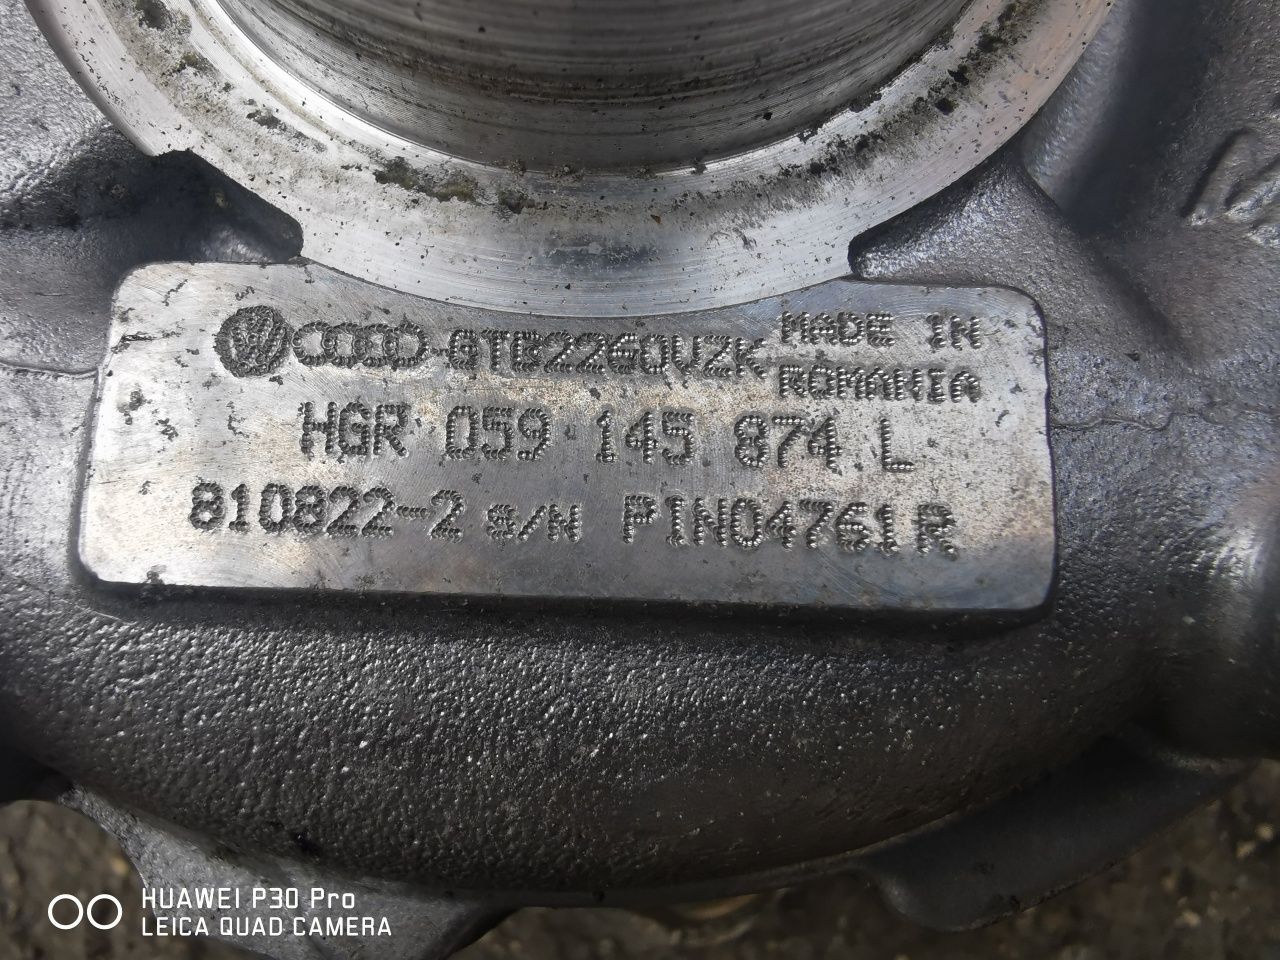 GTB2260VZK MADE IN
ROMANIA
HGR 059 145 874 L
810822-2 S/N PIN04761R
HUAWEI P30 Pro
LEICA QUAD CAMERA